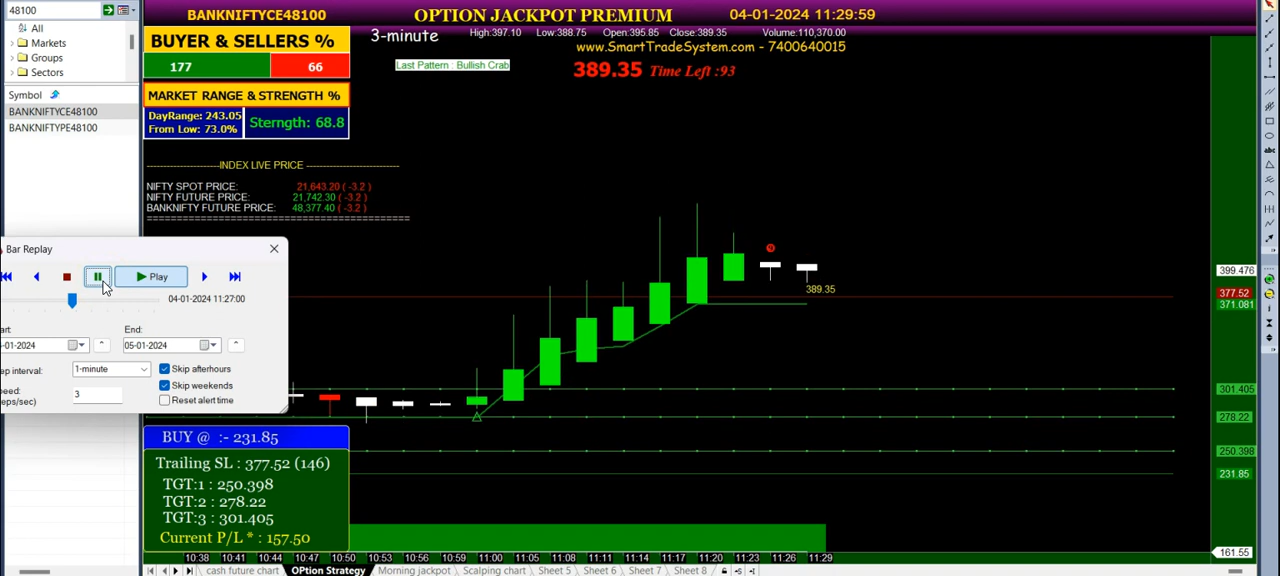 48100
All
Markets
Groups
Sectors
Symbol
BANKNIFTYCE48100
BANKNIFTYPE48100
BANKNIFTYCE48100
OPTION JACKPOT PREMIUM
04-01-2024 11:29:59
BUYER & SELLERS %
177 66
3-minute
High:397.10 Low:388.75 Open:395.85 Close:389.35 Volume:110,370.00
www.SmartTradeSystem.com - 7400640015
Last Pattern : Bullish Crab
389.35 Time Left :93
MARKET RANGE & STRENGTH %
DayRange: 243.05
From Low: 73.0%
Sterngth: 68.8
INDEX LIVE PRICE
NIFTY SPOT PRICE: 21,643.20 ( -3.2 )
NIFTY FUTURE PRICE: 21,742.30 ( -3.2 )
BANKNIFTY FUTURE PRICE: 48,377.40 ( -3.2 )
Bar Replay
Play
04-01-2024 11:27:00
End:
-01-2024 05-01-2024
1-minute
Skip afterhours
Skip weekends
Reset alert time
3
389.35
399.476
377.52
371.081
301.405
278.22
250.398
231.85
161.55
BUY @ :- 231.85
Trailing SL : 377.52 (146)
TGT:1 : 250.398
TGT:2 : 278.22
TGT:3 : 301.405
Current P/L * : 157.50
10:38 10:41 10:44 10:47 10:50 10:53 10:56 10:59 11:00 11:05 11:08 11:11 11:14 11:17 11:20 11:23 11:26 11:29
cash future chart OPtion Strategy Morning jackpot Scalping chart Sheet 5 Sheet 6 Sheet 7 Sheet 8